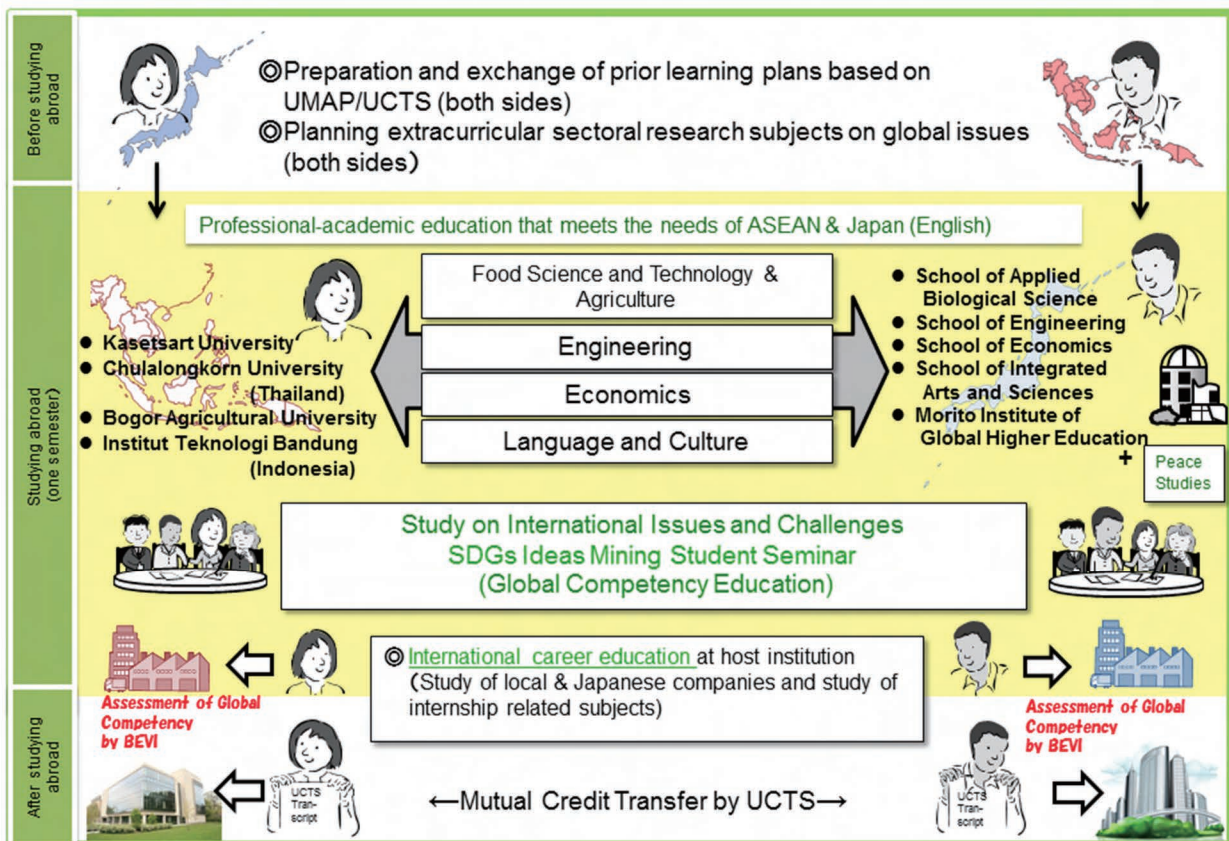 Before studying
abroad
◎Preparation and exchange of prior learning plans based on
UMAP/UCTS (both sides)
◎Planning extracurricular sectoral research subjects on global issues
(both sides)
Studying abroad
(one semester)
Professional-academic education that meets the needs of ASEAN & Japan (English)
● Kasetsart University
● Chulalongkorn University
(Thailand)
● Bogor Agricultural University
● Institut Teknologi Bandung
(Indonesia)
Food Science and Technology &
Agriculture
Engineering
Economics
Language and Culture
● School of Applied
Biological Science
● School of Engineering
● School of Economics
● School of Integrated
Arts and Sciences
● Morito Institute of
Global Higher Education
+
Peace
Studies
Study on International Issues and Challenges
SDGs Ideas Mining Student Seminar
(Global Competency Education)
◎ International career education at host institution
(Study of local & Japanese companies and study of
internship related subjects)
Assessment of Global
Competency
by BEVI
Assessment of Global
Competency
by BEVI
After studying
abroad
UCTS
Tran-
script
←Mutual Credit Transfer by UCTS→
UCTS
Tran-
script